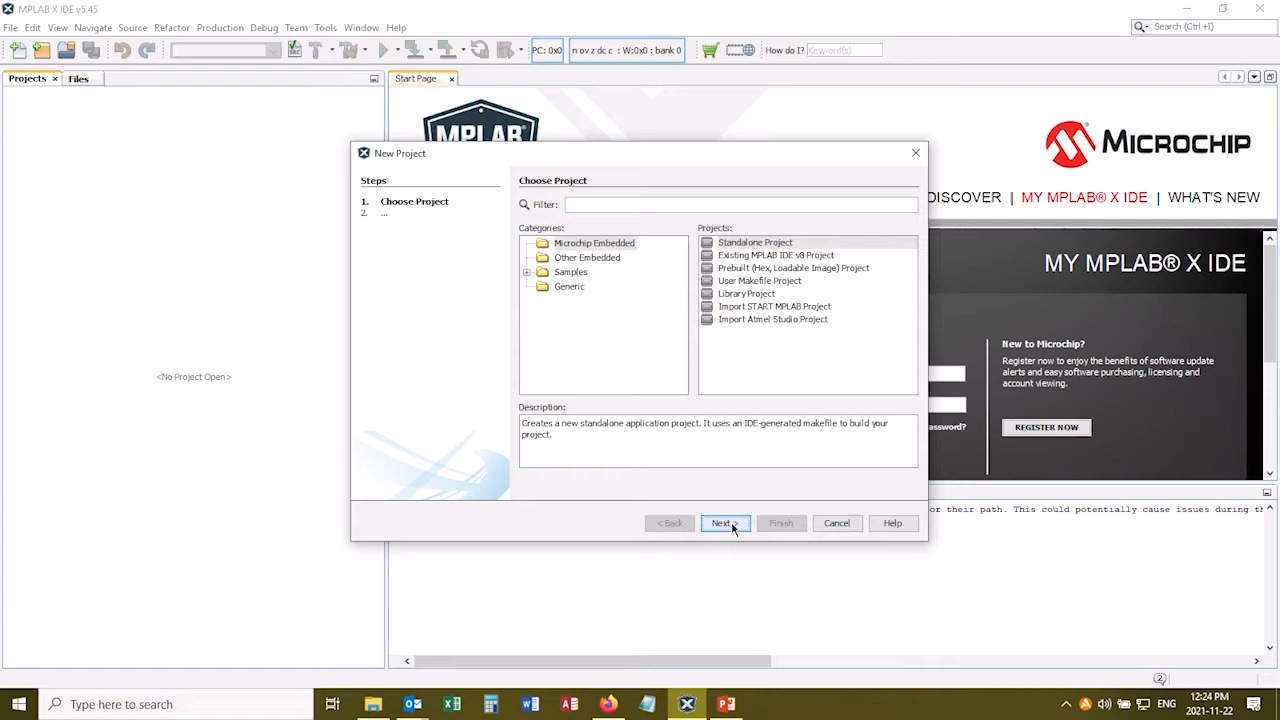 MPLAB X IDE v5.45
File Edit View Navigate Source Refactor Production Debug Team Tools Window Help
Search (Ctrl+I)
PC: 0x0
n ov z dc c : W:0x0 : bank 0
How do I?
Keyword(s)
Projects
Files
Start Page
MPLAB
MICROCHIP
DISCOVER | MY MPLAB® X IDE | WHAT'S NEW
MY MPLAB® X IDE
<No Project Open>
New Project
Steps
1. Choose Project
2. ...
Choose Project
Filter:
Categories:
Microchip Embedded
Other Embedded
Samples
Generic
Projects:
Standalone Project
Existing MPLAB IDE v8 Project
Prebuilt (Hex, Loadable Image) Project
User Makefile Project
Library Project
Import START MPLAB Project
Import Atmel Studio Project
Description:
Creates a new standalone application project. It uses an IDE-generated makefile to build your
project.
< Back
Next >
Finish
Cancel
Help
New to Microchip?
Register now to enjoy the benefits of software update
alerts and easy software purchasing, licensing and
account viewing.
REGISTER NOW
assword?
or their path. This could potentially cause issues during th
2
Type here to search
ENG
12:24 PM
2021-11-22